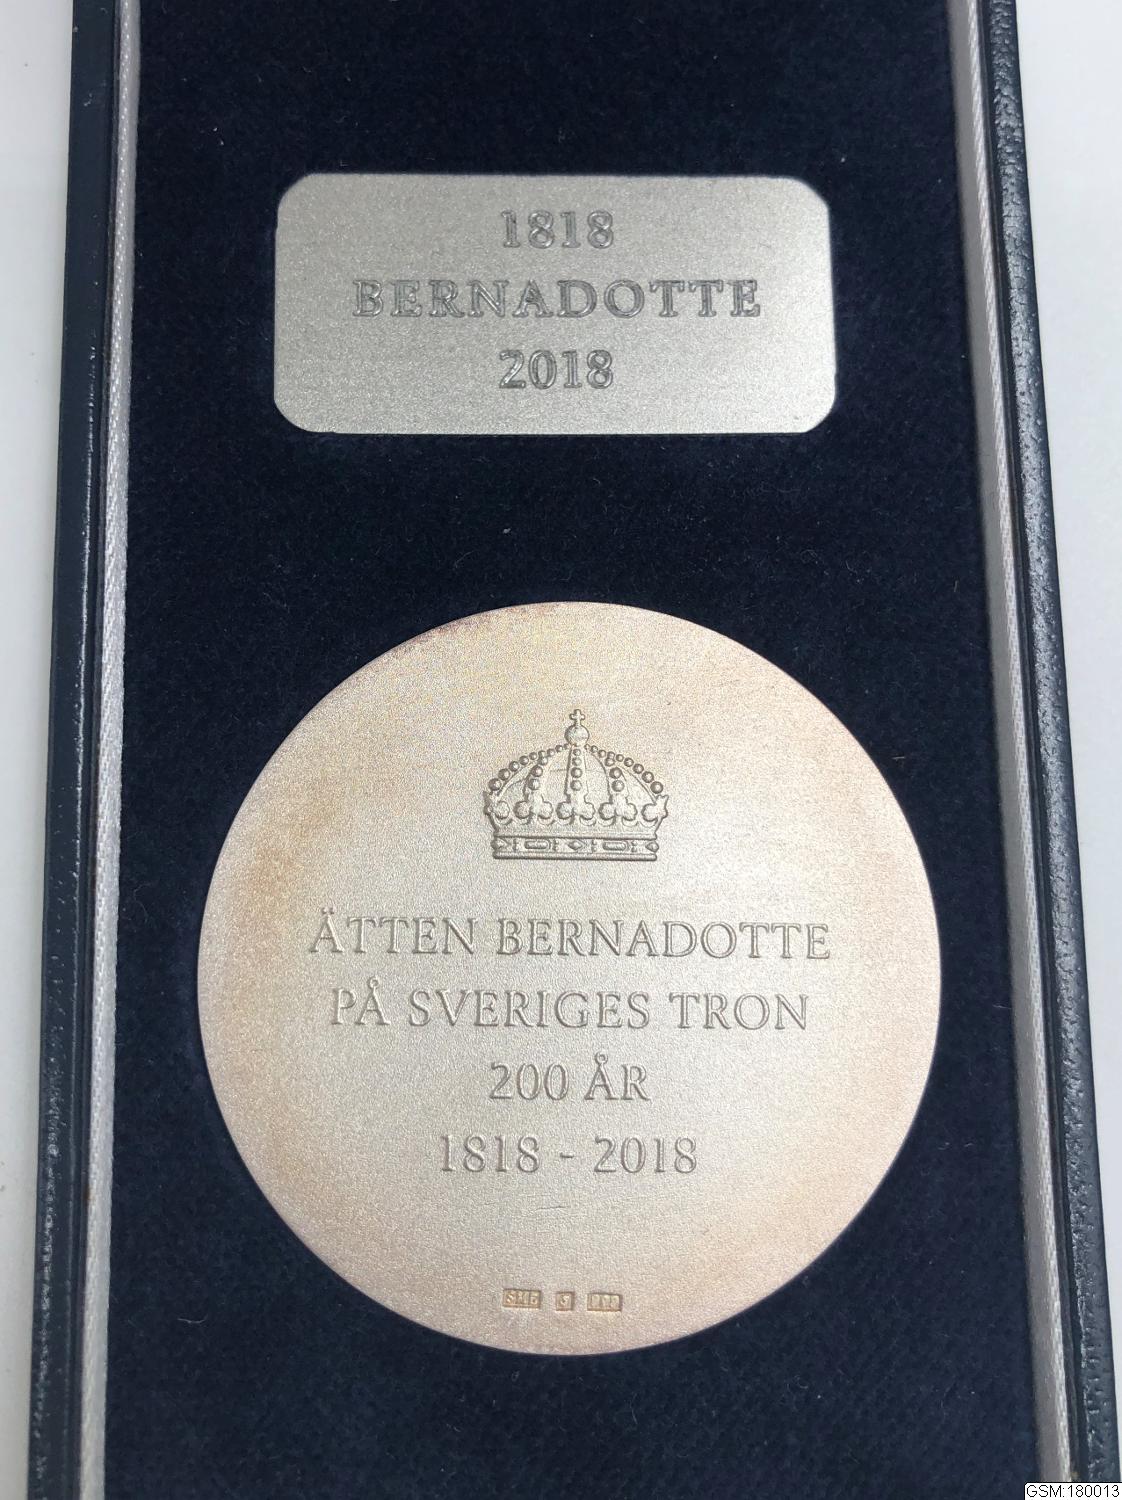 1818
BERNADOTTE
2018
ÄTTEN BERNADOTTE
PÅ SVERIGES TRON
200 ÅR
1818 - 2018
GSM:180013